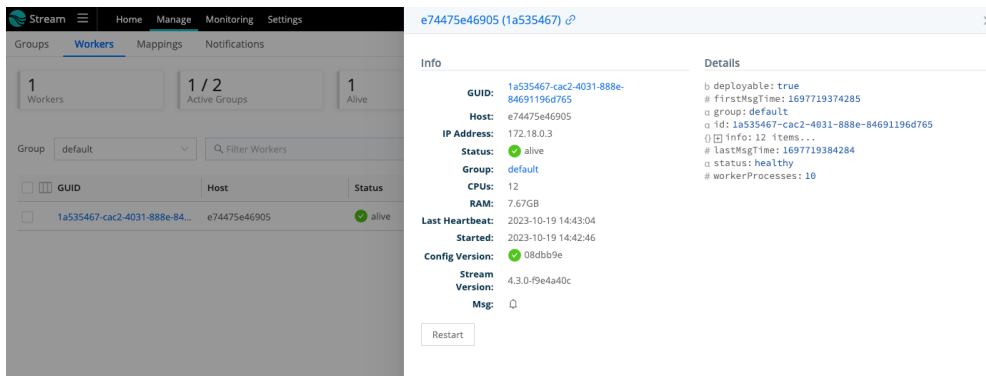 Stream Home Manage Monitoring Settings
Groups Workers Mappings Notifications
1
Workers
1 / 2
Active Groups
1
Alive
Group default Filter Workers
GUID Host Status
1a535467-cac2-4031-888e-84... e74475e46905 alive
e74475e46905 (1a535467)
Info
GUID: 1a535467-cac2-4031-888e-
84691196d765
Host: e74475e46905
IP Address: 172.18.0.3
Status: alive
Group: default
CPUs: 12
RAM: 7.67GB
Last Heartbeat: 2023-10-19 14:43:04
Started: 2023-10-19 14:42:46
Config Version: 08dbb9e
Stream
Version: 4.3.0-f9e4a40c
Msg:
Restart
Details
b deployable: true
# firstMsgTime: 1697719374285
α group: default
α id: 1a535467-cac2-4031-888e-84691196d765
{} + info: 12 items...
# lastMsgTime: 1697719384284
α status: healthy
# workerProcesses: 10